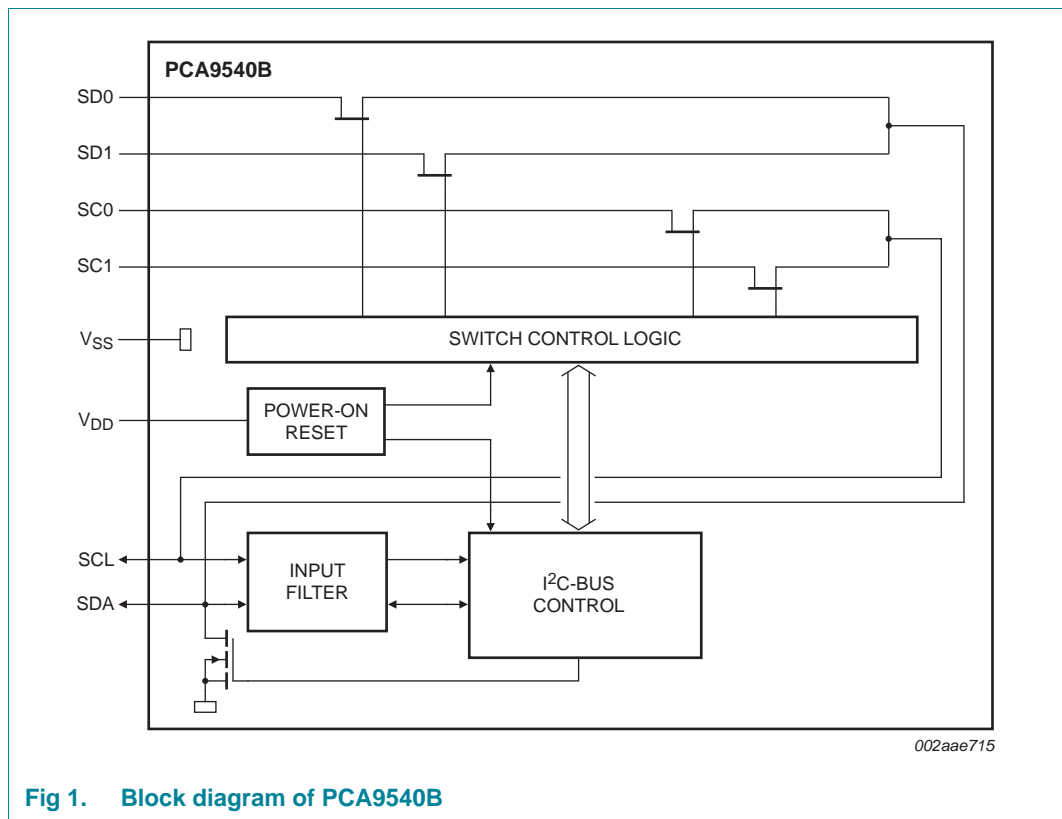 PCA9540B
SD0
SD1
SC0
SC1
VSS
SWITCH CONTROL LOGIC
VDD
POWER-ON
RESET
SCL
SDA
INPUT
FILTER
I2C-BUS
CONTROL
002aae715
Fig 1. Block diagram of PCA9540B